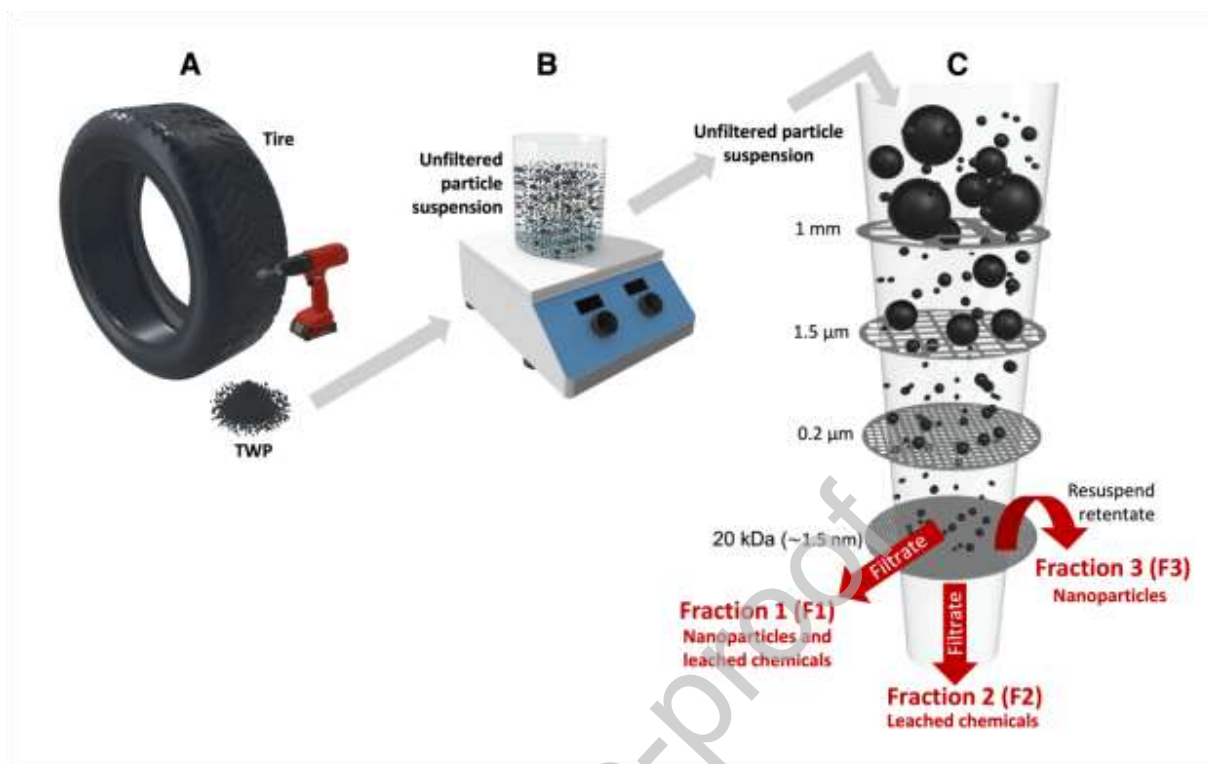 A
B
C
Tire
TWP
Unfiltered
particle
suspension
Unfiltered particle
suspension
1 mm
1.5 µm
0.2 µm
20 kDa (~1.5 nm)
Filtrate
Fraction 1 (F1)
Nanoparticles and
leached chemicals
Filtrate
Fraction 2 (F2)
Leached chemicals
Resuspend
retentate
Fraction 3 (F3)
Nanoparticles
-proof